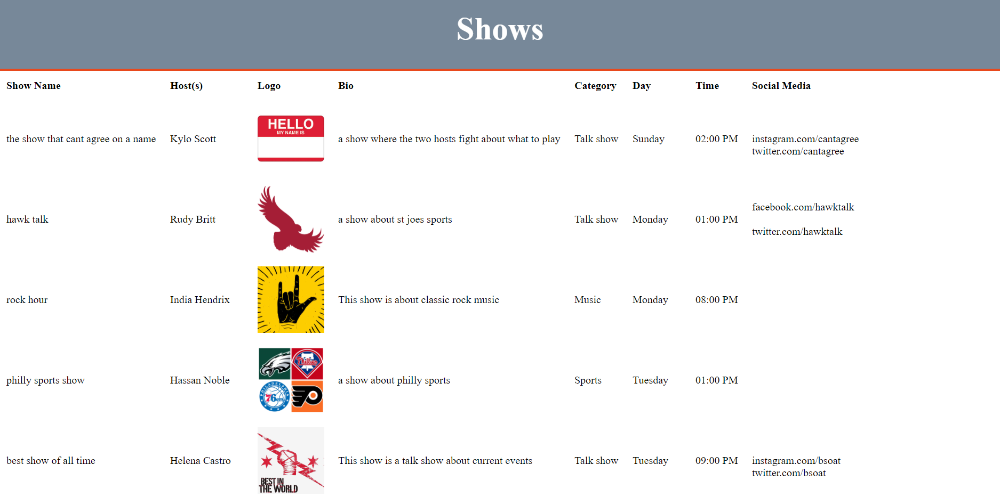 Shows
Show Name Host(s) Logo Bio Category Day Time Social Media
HELLO
MY NAME IS
the show that cant agree on a name Kylo Scott a show where the two hosts fight about what to play Talk show Sunday 02:00 PM instagram.com/cantagree
twitter.com/cantagree
facebook.com/hawktalk
hawk talk Rudy Britt a show about st joes sports Talk show Monday 01:00 PM
twitter.com/hawktalk
rock hour India Hendrix This show is about classic rock music Music Monday 08:00 PM
Phillies
philly sports show Hassan Noble a show about philly sports Sports Tuesday 01:00 PM
PHILADELPHIA
76ers
best show of all time Helena Castro This show is a talk show about current events Talk show Tuesday 09:00 PM instagram.com/bsoat
twitter.com/bsoat
BEST IN
THE WORLD